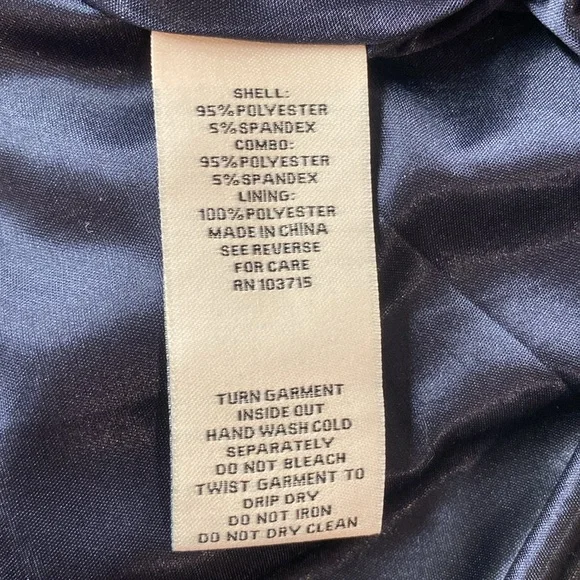 SHELL:
95%POLYESTER
5%SPANDEX
COMBO:
95%POLYESTER
5%SPANDEX
LINING:
100%POLYESTER
MADE IN CHINA
SEE REVERSE
FOR CARE
RN 103715
TURN GARMENT
INSIDE OUT
HAND WASH COLD
SEPARATELY
DO NOT BLEACH
TWIST GARMENT TO
DRIP DRY
DO NOT IRON
DO NOT DRY CLEAN